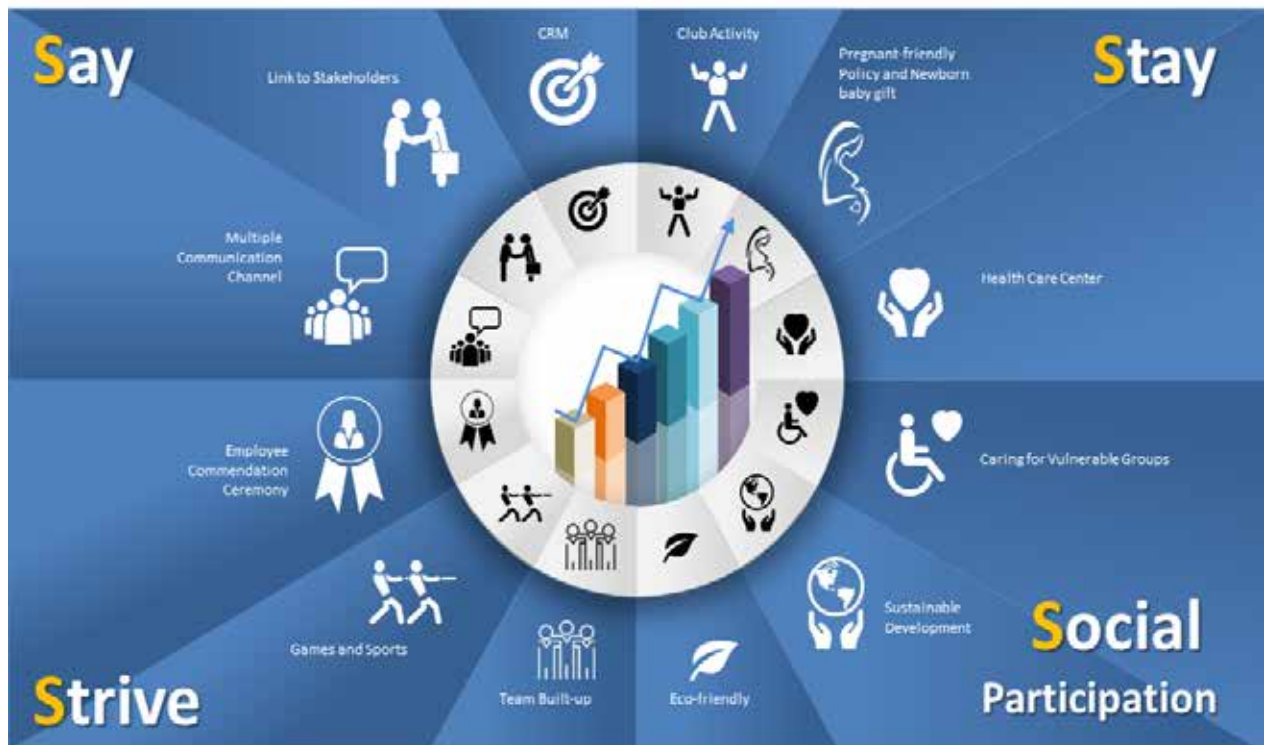 Say
Link to Stakeholders
CRM
Club Activity
Pregnant-friendly
Policy and Newborn
baby gift
Stay
Multiple
Communication
Channel
Health Care Center
Employee
Commendation
Ceremony
Caring for Vulnerable Groups
Games and Sports
Team Built-up
Eco-friendly
Sustainable
Development
Strive
Social
Participation